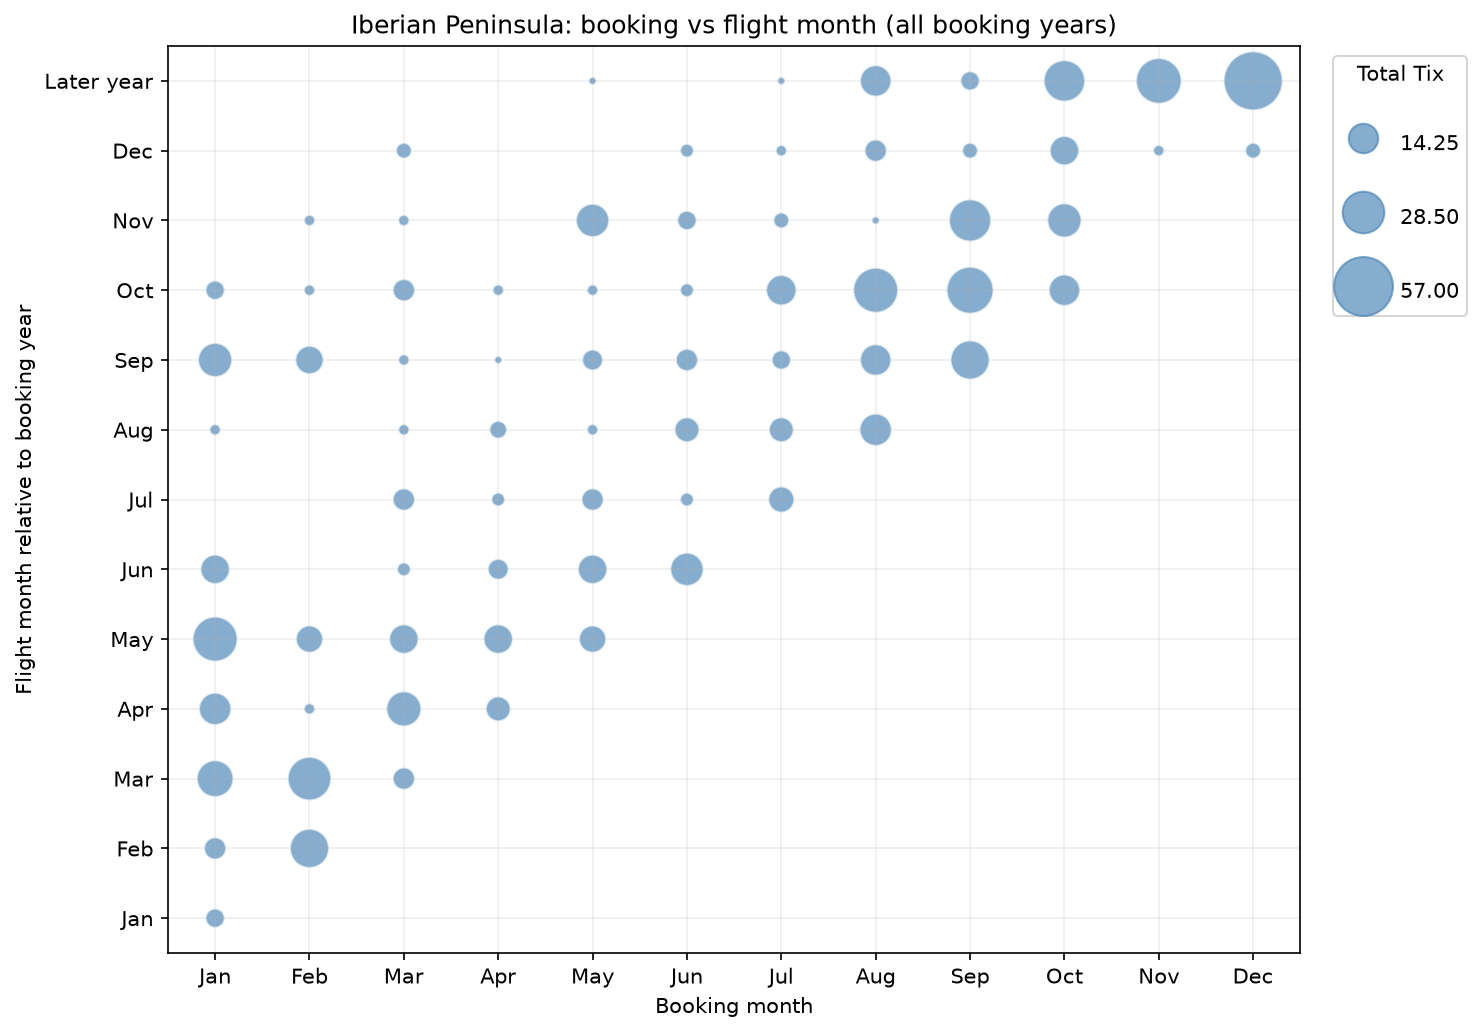 Iberian Peninsula: booking vs flight month (all booking years)
Total Tix
14.25
28.50
57.00
Flight month relative to booking year
Later year
Dec
Nov
Oct
Sep
Aug
Jul
Jun
May
Apr
Mar
Feb
Jan
Jan Feb Mar Apr May Jun Jul Aug Sep Oct Nov Dec
Booking month